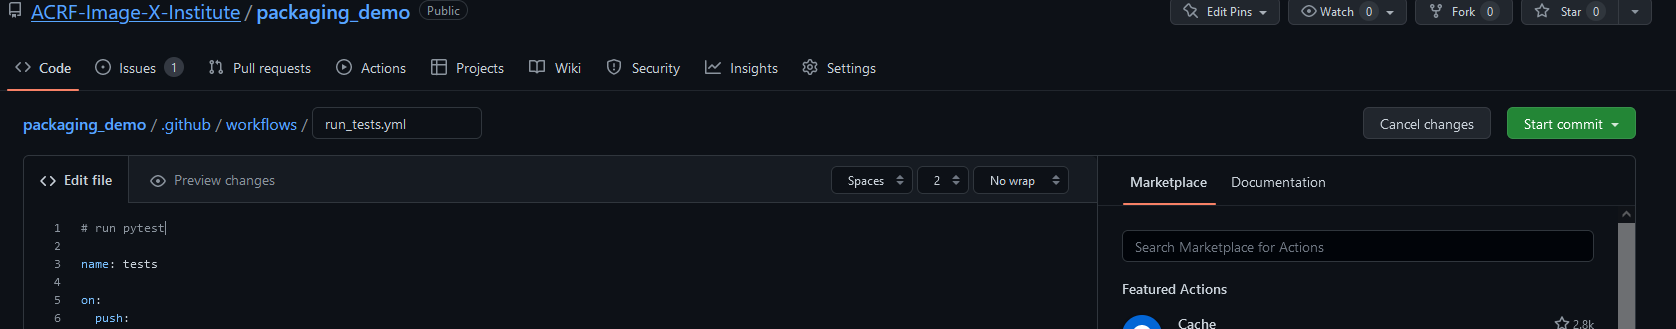 ACRF-Image-X-Institute / packaging_demo Public Edit Pins Watch 0 Fork 0 Star 0
Code Issues 1 Pull requests Actions Projects Wiki Security Insights Settings
packaging_demo / .github / workflows / run_tests.yml Cancel changes Start commit
Edit file Preview changes Spaces 2 No wrap
Marketplace Documentation
1 # run pytest
2
3 name: tests
4
5 on:
6 push:
Search Marketplace for Actions
Featured Actions
Cache 2.8k